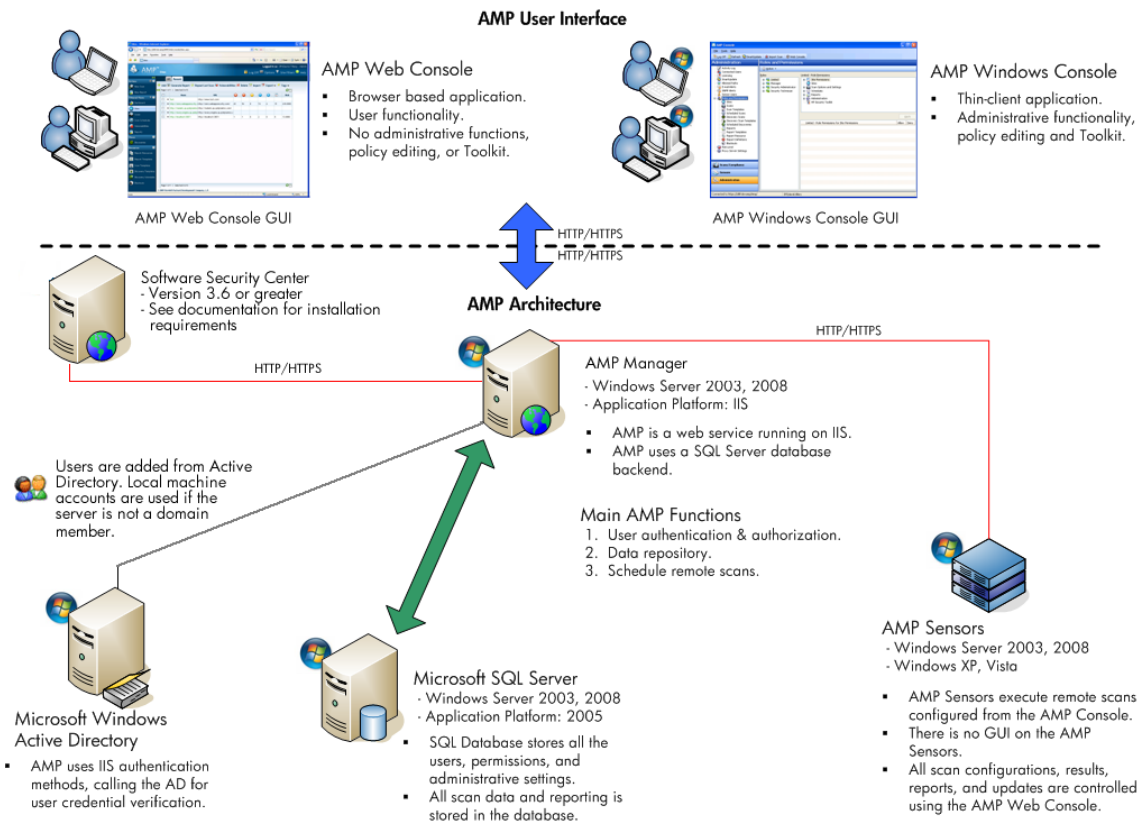 AMP User Interface
AMP Web Console
▪ Browser based application.
▪ User functionality.
▪ No administrative functions,
policy editing, or Toolkit.
AMP Web Console GUI
AMP Windows Console
▪ Thin-client application.
▪ Administrative functionality,
policy editing and Toolkit.
AMP Windows Console GUI
HTTP/HTTPS
HTTP/HTTPS
Software Security Center
- Version 3.6 or greater
- See documentation for installation
requirements
AMP Architecture
HTTP/HTTPS
HTTP/HTTPS
AMP Manager
- Windows Server 2003, 2008
- Application Platform: IIS
▪ AMP is a web service running on IIS.
▪ AMP uses a SQL Server database
backend.
Users are added from Active
Directory. Local machine
accounts are used if the
server is not a domain
member.
Main AMP Functions
1. User authentication & authorization.
2. Data repository.
3. Schedule remote scans.
Microsoft Windows
Active Directory
▪ AMP uses IIS authentication
methods, calling the AD for
user credential verification.
Microsoft SQL Server
- Windows Server 2003, 2008
- Application Platform: 2005
▪ SQL Database stores all the
users, permissions, and
administrative settings.
▪ All scan data and reporting is
stored in the database.
AMP Sensors
- Windows Server 2003, 2008
- Windows XP, Vista
▪ AMP Sensors execute remote scans
configured from the AMP Console.
▪ There is no GUI on the AMP
Sensors.
▪ All scan configurations, results,
reports, and updates are controlled
using the AMP Web Console.